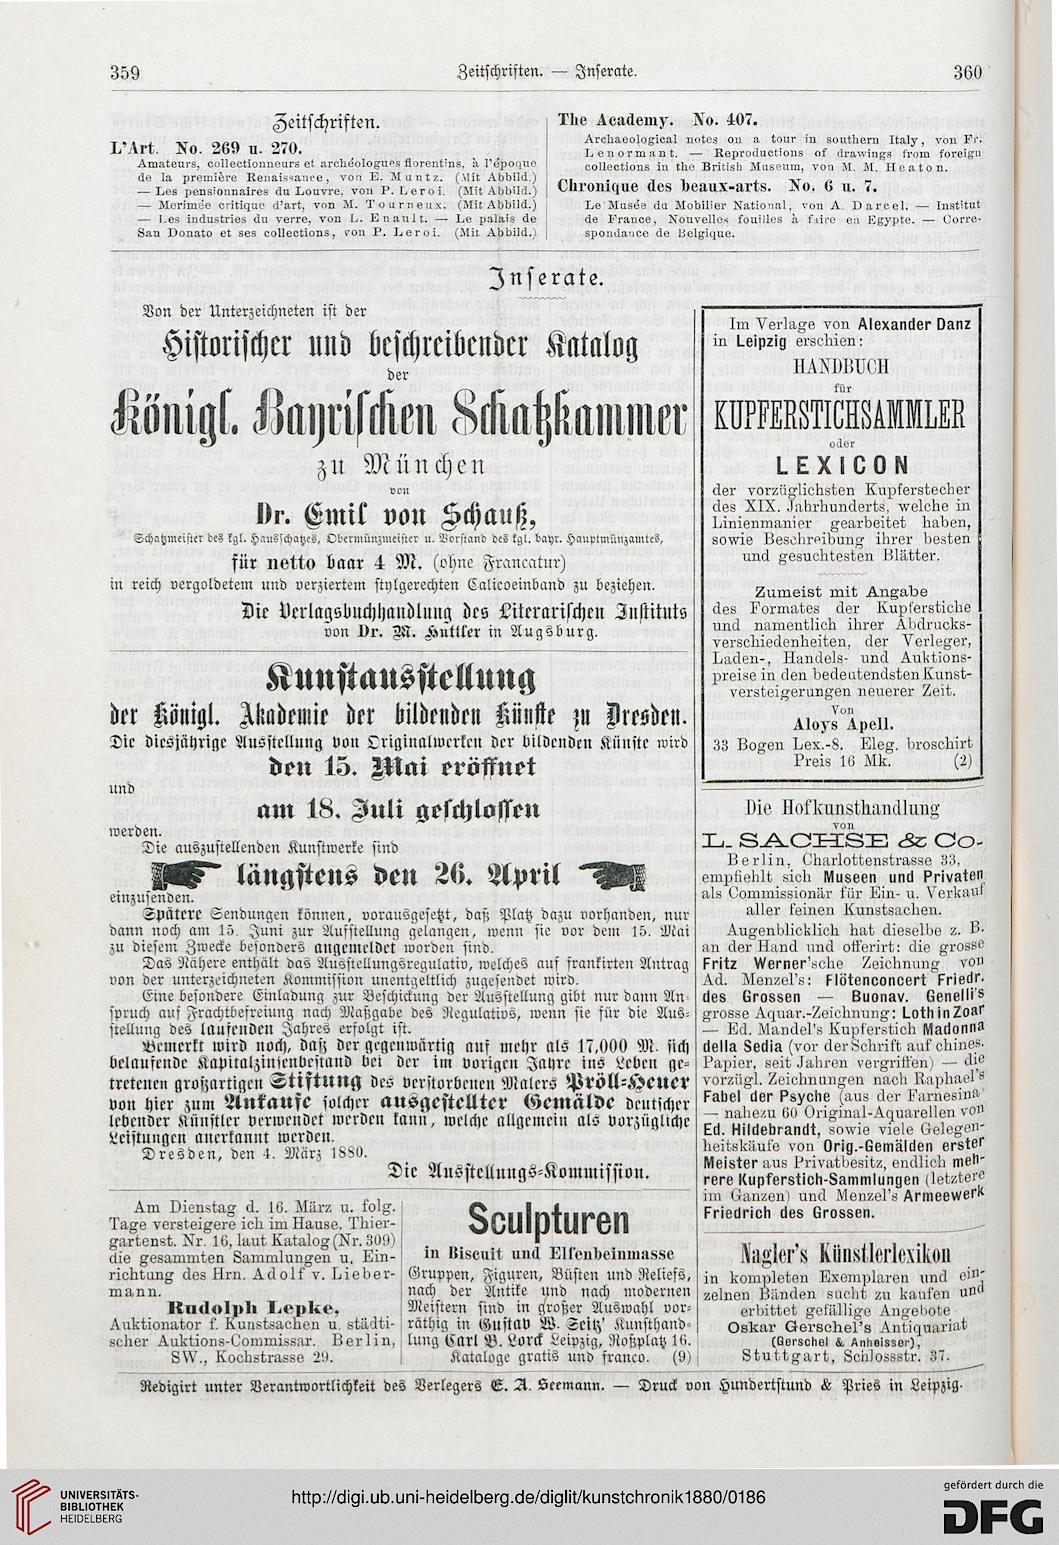 359
Zeitschriften. — Inserate.
360
Zeitschriften.
L'Art. No. 269 u. 270.
Amateurs, collectionneurs et archéologues florentins, à l'époque
de la première Renaissance, von E. Muntz. (Mit Abbild.)
— Les pensionnaires du Louvre, von P. Leroi. (Mit Abbild.)
— Merimée critique d'art, von M. Tourneux. (Mit Abbild.)
— Les industries du verre, von L. Enault. — Le palais de
San Donato et ses collections, von P. Leroi. (Mit Abbild.)
The Academy. No. 407.
Archaeological notes on a tour in southern Italy, von Fr.
Lenormant. — Reproductions of drawings from foreign
collections in the British Museum, von M. M. Heaton.
Chronique des beaux-arts. No. 6 u. 7.
Le Musée du Mobilier National, von A. Darcel. — Institut
de France, Nouvelles fouilles à faire en Egypte. — Corre-
spondance de Belgique.
Inserate.
Von der Unterzeichneten ist der
Historischer und beschreibender Katalog
der
Königl. Bayrischen Schatzkammer
zu München
von
Dr. Emil von Schauß,
Schatzmeister des kgl. Hausschatzes, Obermünzmeister u. Vorstand des kgl. bayr. Hauptmünzamtes,
für netto baar 4 M. (ohne Francatur)
in reich vergoldetem und verziertem stylgerechten Calicoeinband zu beziehen.
Die Verlagsbuchhandlung des Literarischen Instituts
von Dr. M. Huttler in Augsburg.
Kunstausstellung
der Königl. Akademie der bildenden Künste zu Dresden.
Die diesjährige Ausstellung von Originalwerken der bildenden Künste wird
den 15. Mai eröffnet
und
am 18. Juli geschlossen
werden.
Die auszustellenden Kunstwerke sind
längstens den 26. April
einzusenden.
Spätere Sendungen können, vorausgesetzt, daß Platz dazu vorhanden, nur
dann noch am 15. Juni zur Aufstellung gelangen, wenn sie vor dem 15. Mai
zu diesem Zwecke besonders angemeldet worden sind.
Das Nähere enthält das Ausstellungsregulativ, welches auf frankirten Antrag
von der unterzeichneten Kommission unentgeltlich zugesendet wird.
Eine besondere Einladung zur Beschickung der Ausstellung gibt nur dann An-
spruch auf Frachtbefreiung nach Maßgabe des Regulativs, wenn sie für die Aus-
stellung des laufenden Jahres erfolgt ist.
Bemerkt wird noch, daß der gegenwärtig auf mehr als 17,000 M. sich
belaufende Kapitalzinsenbestand bei der im vorigen Jahre ins Leben ge-
tretenen großartigen Stiftung des verstorbenen Malers Pröll-Heuer
von hier zum Ankaufe solcher ausgestellter Gemälde deutscher
lebender Künstler verwendet werden kann, welche allgemein als vorzügliche
Leistungen anerkannt werden.
Dresden, den 4. März 1880.
Die Ausstellungs-Kommission.
Am Dienstag d. 16. März u. folg.
Tage versteigere ich im Hause, Thier-
gartenst. Nr. 16, laut Katalog (Nr. 309)
die gesammten Sammlungen u. Ein-
richtung des Hrn. Adolf v. Lieber-
mann.
Rudolph Lepke,
Auktionator f. Kunstsachen u. städti-
scher Auktions-Commissar. Berlin,
SW., Kochstrasse 29.
Sculpturen
in Biscuit und Elfenbeinmasse
Gruppen, Figuren, Büsten und Reliefs,
nach der Antike und nach modernen
Meistern sind in großer Auswahl vor-
räthig in Gustav W. Seitz' Kunsthand-
lung Carl B. Lorck Leipzig, Roßplatz 16.
Kataloge gratis und franco. (9)
Im Verlage von Alexander Danz
in Leipzig erschien:
HANDBUCH
für
KUPFERSTICHSAMMLER
oder
LEXICON
der vorzüglichsten Kupferstecher
des XIX. Jahrhunderts, welche in
Linienmanier gearbeitet haben,
sowie Beschreibung ihrer besten
und gesuchtesten Blätter.
Zumeist mit Angabe
des Formates der Kupferstiche
und namentlich ihrer Abdrucks-
verschiedenheiten, der Verleger,
Laden-, Handels- und Auktions-
preise in den bedeutendsten Kunst-
versteigerungen neuerer Zeit.
Von
Aloys Apell.
33 Bogen Lex.-8. Eleg. broschirt
Preis 16 Mk. (2)
Die Hofkunsthandlung
von
L. SACHSE & Co.
Berlin, Charlottenstrasse 33,
empfiehlt sich Museen und Privaten
als Commissionär für Ein- u. Verkauf
aller feinen Kunstsachen.
Augenblicklich hat dieselbe z. B.
an der Hand und offerirt: die grosse
Fritz Werner'sche Zeichnung von
Ad. Menzel's: Flötenconcert Friedr.
des Grossen — Buonav. Genelli's
grosse Aquar.-Zeichnung: Loth in Zoar
— Ed. Mandel's Kupferstich Madonna
della Sedia (vor der Schrift auf chines.
Papier, seit Jahren vergriffen) — die
vorzügl. Zeichnungen nach Raphael's
Fabel der Psyche (aus der Farnesina)
— nahezu 60 Original-Aquarellen von
Ed. Hildebrandt, sowie viele Gelegen-
heitskäufe von Orig.-Gemälden erster
Meister aus Privatbesitz, endlich meh-
rere Kupferstich-Sammlungen (letztere
im Ganzen) und Menzel's Armeewerk
Friedrich des Grossen.
Nagler's Künstlerlexikon
in kompleten Exemplaren und ein-
zelnen Bänden sucht zu kaufen und
erbittet gefällige Angebote
Oskar Gerschel's Antiquariat
(Gerschel & Anheisser),
Stuttgart, Schlossstr. 37.
Redigirt unter Verantwortlichkeit des Verlegers E. A. Seemann. — Druck von Hundertstund & Pries in Leipzig.
UNIVERSITÄTS-
BIBLIOTHEK
HEIDELBERG
http://digi.ub.uni-heidelberg.de/diglit/kunstchronik1880/0186
gefördert durch die
DFG